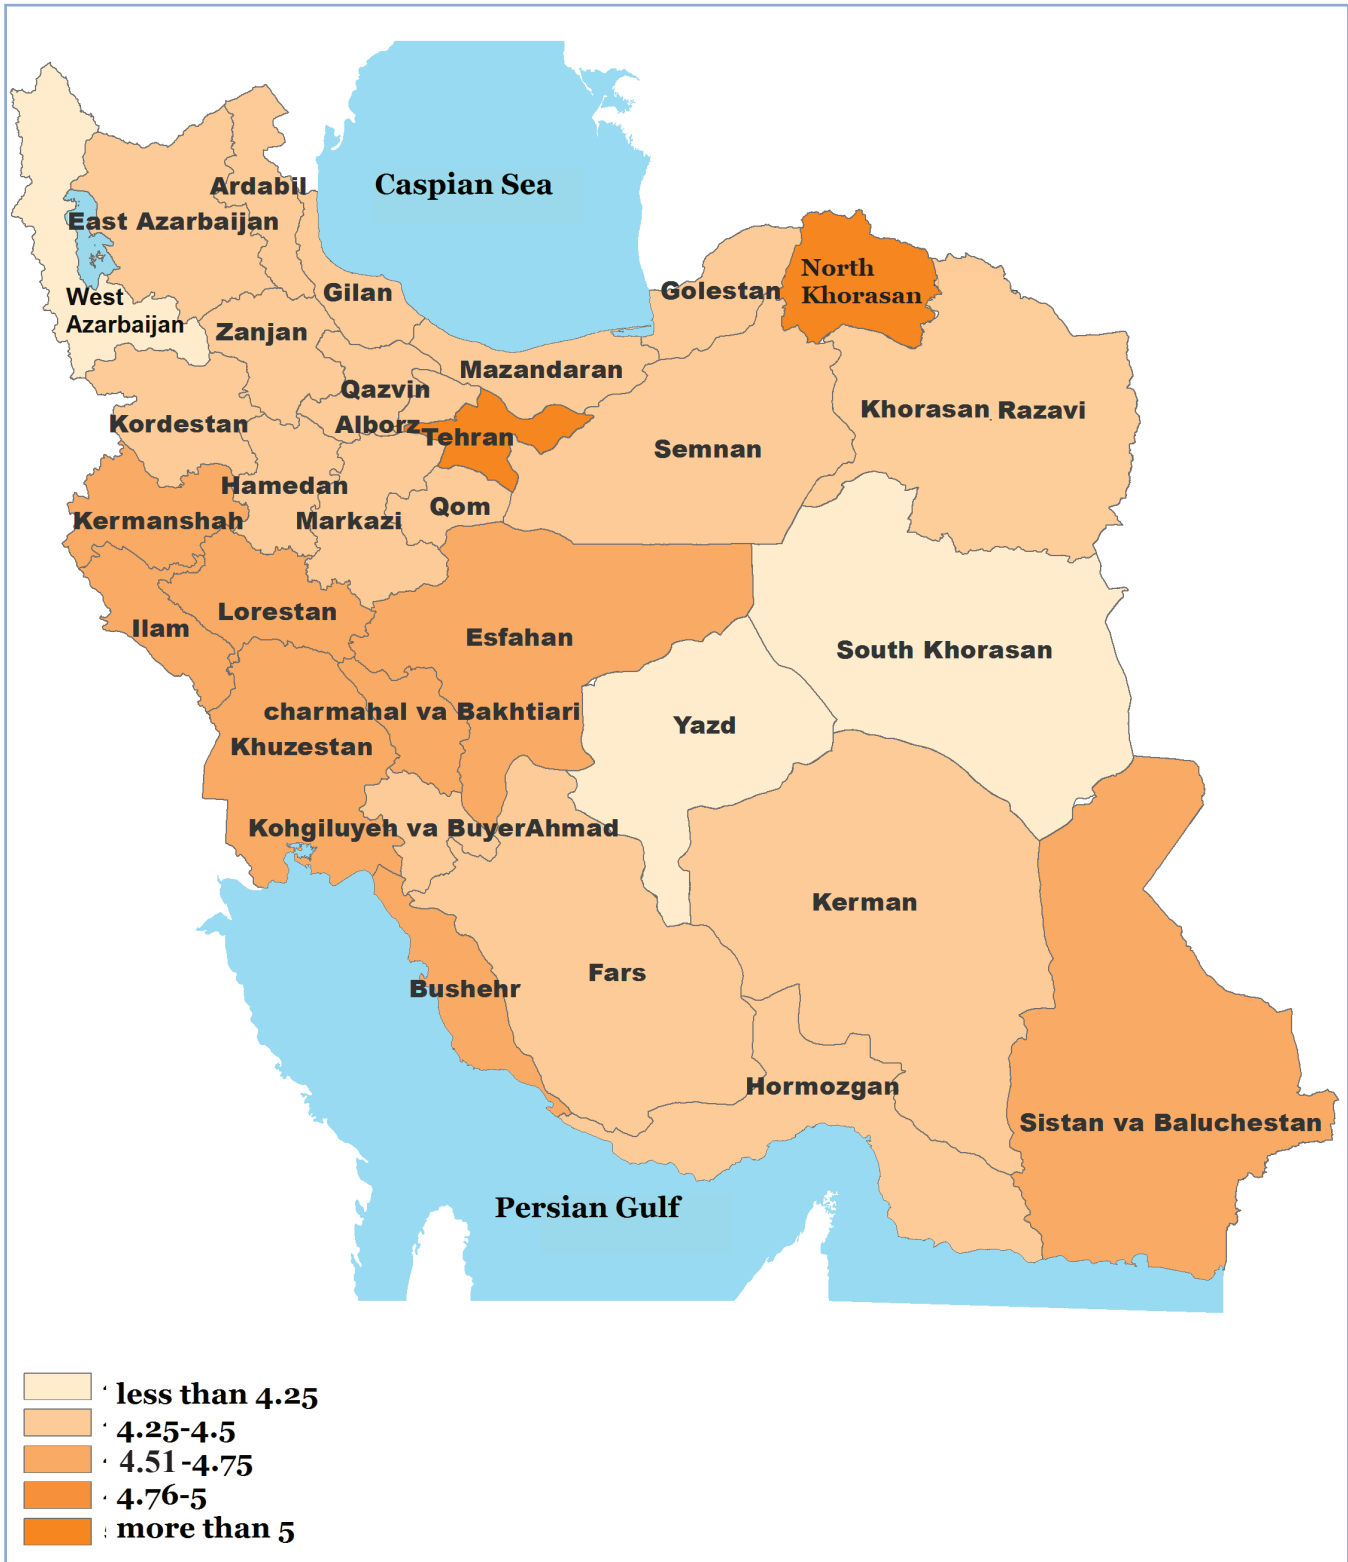 Caspian Sea
Ardabil
East Azarbaijan
North
Khorasan
Golestan
Gilan
West
Azarbaijan
Zanjan
Mazandaran
Qazvin
Khorasan Razavi
Kordestan
Alborz
Tehran
Semnan
Hamedan
Qom
Kermanshah
Markazi
Lorestan
Ilam
Esfahan
South Khorasan
charmahal va Bakhtiari
Yazd
Khuzestan
Kohgiluyeh va BuyerAhmad
Kerman
Fars
Bushehr
Hormozgan
Sistan va Baluchestan
Persian Gulf
less than 4.25
4.25-4.5
4.51-4.75
4.76-5
more than 5